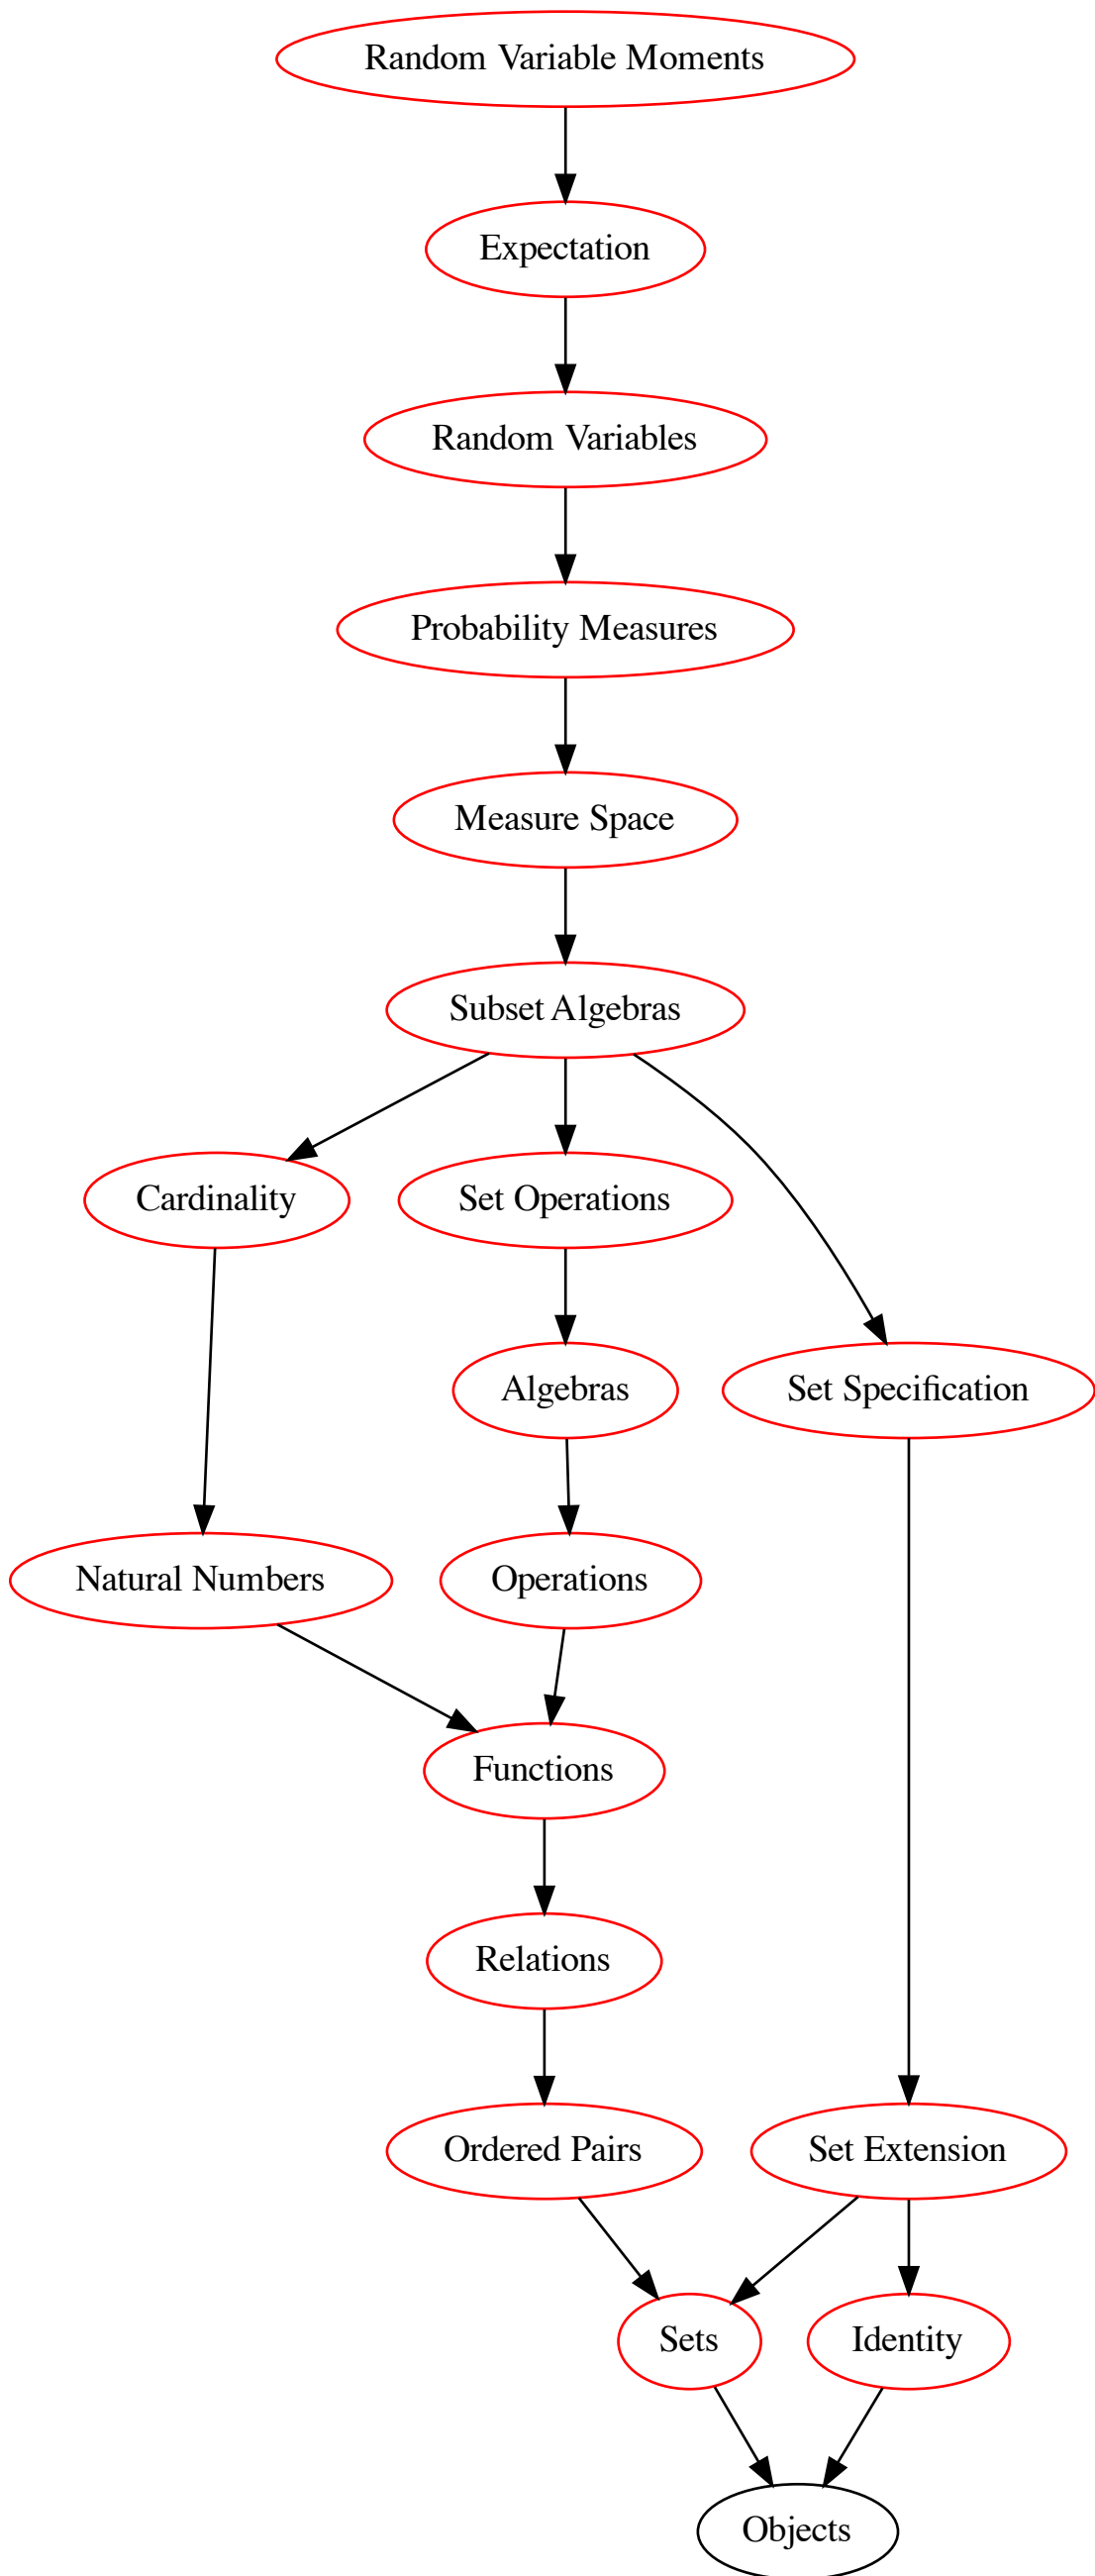 Random Variable Moments
Expectation
Random Variables
Probability Measures
Measure Space
Subset Algebras
Cardinality
Set Operations
Algebras
Set Specification
Natural Numbers
Operations
Functions
Relations
Ordered Pairs
Set Extension
Sets
Identity
Objects